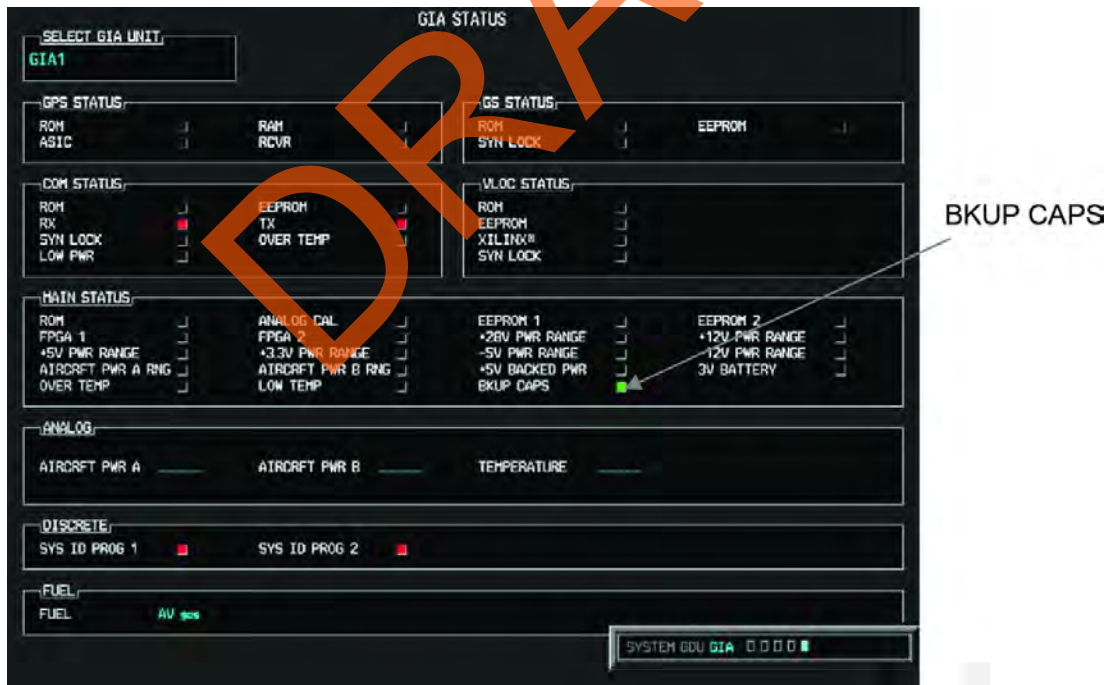 GIA STATUS
SELECT GIA UNIT
GIA1
GPS STATUS
ROM RAM
ASIC RCVR
GS STATUS
ROM EEPROM
SYN LOCK
COM STATUS
ROM EEPROM
RX TX
SYN LOCK OVER TEMP
LOW PWR
VLOC STATUS
ROM
EEPROM
XILINX®
SYN LOCK
BKUP CAPS
MAIN STATUS
ROM ANALOG CAL EEPROM 1 EEPROM 2
FPGA 1 FPGA 2 +28V PWR RANGE +12V PWR RANGE
+5V PWR RANGE +3.3V PWR RANGE -5V PWR RANGE -12V PWR RANGE
AIRCRFT PWR A RNG AIRCRFT PWR B RNG +5V BACKED PWR 3V BATTERY
OVER TEMP LOW TEMP BKUP CAPS
ANALOG
AIRCRFT PWR A _____ AIRCRFT PWR B _____ TEMPERATURE _____
DISCRETE
SYS ID PROG 1 SYS ID PROG 2
FUEL
FUEL AV gas
SYSTEM GDU GIA
DRA